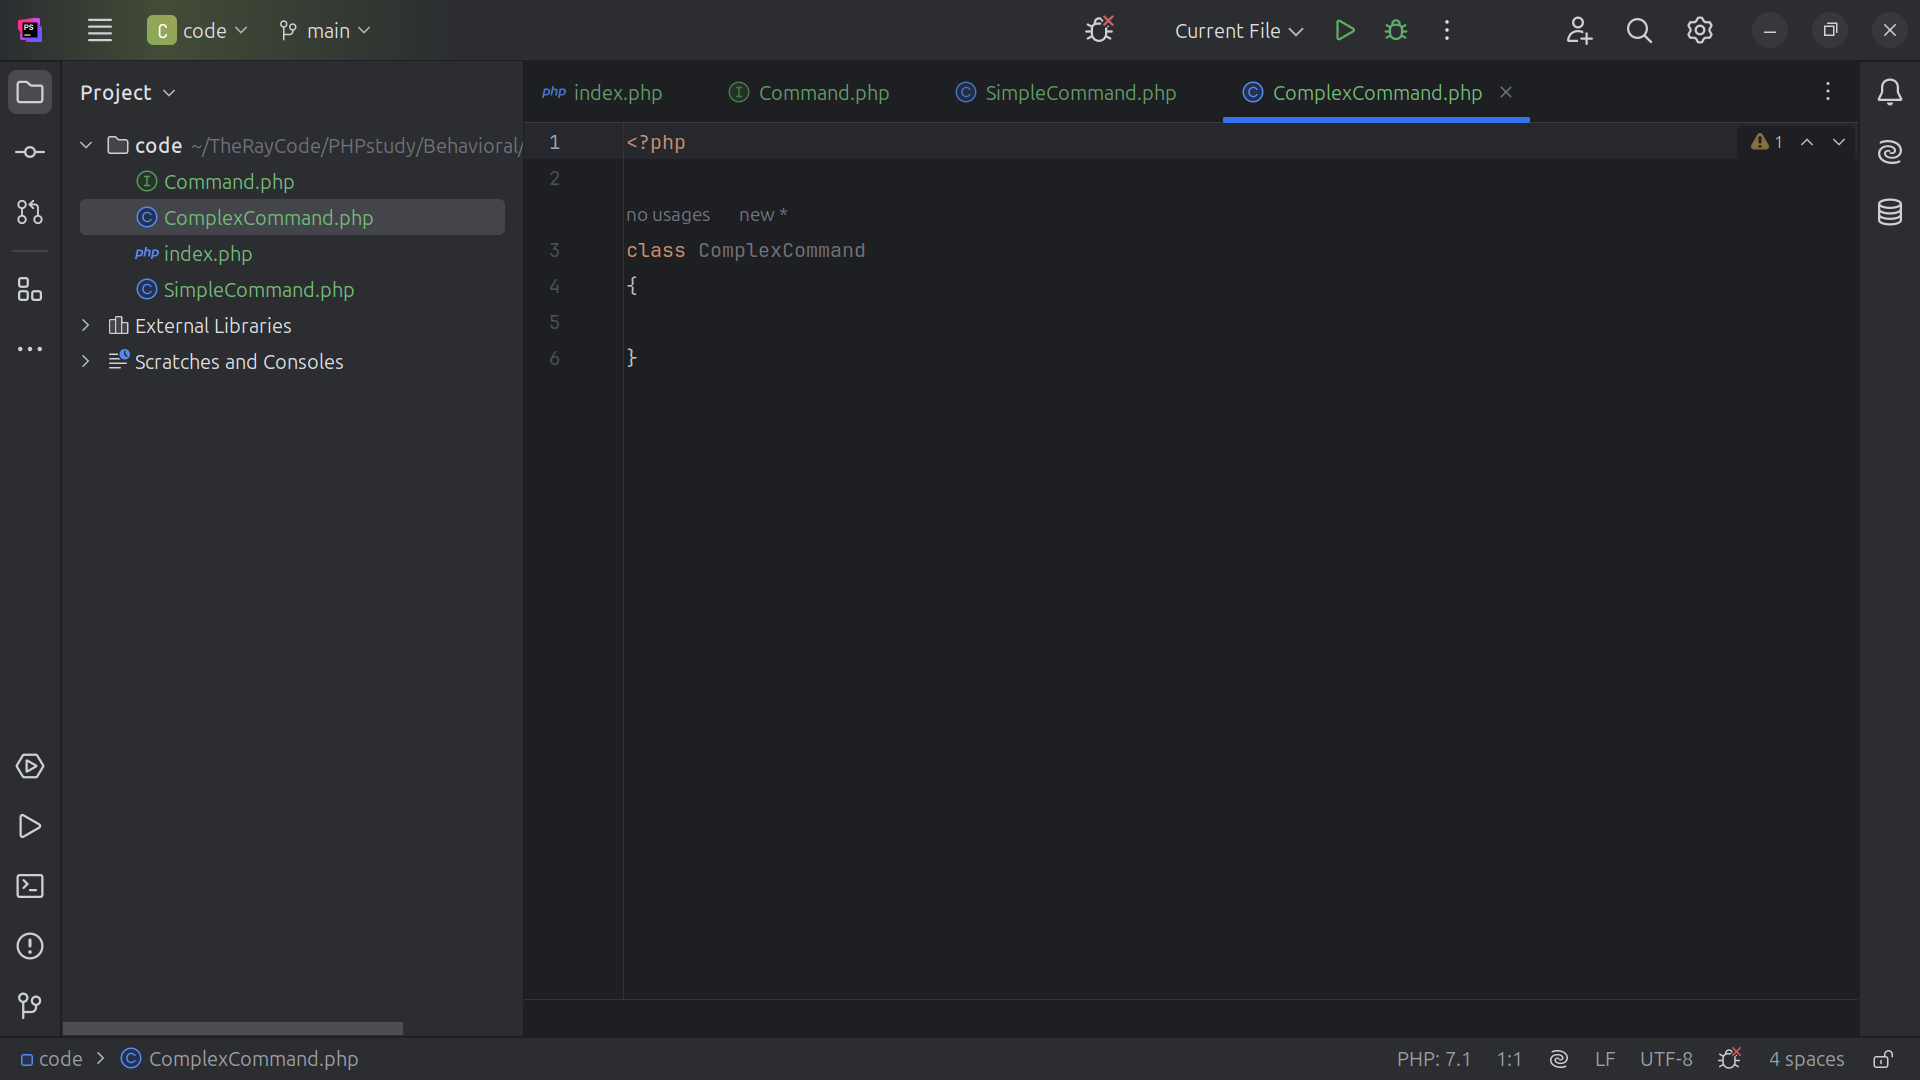 PS
C code main
Current File
Project
code ~/TheRayCode/PHPstudy/Behavioral/
Command.php
ComplexCommand.php
php index.php
SimpleCommand.php
External Libraries
Scratches and Consoles
php index.php
Command.php
SimpleCommand.php
ComplexCommand.php
1 <?php
1
2
no usages new *
3 class ComplexCommand
4 {
5
6 }
code > ComplexCommand.php
PHP: 7.1 1:1 LF UTF-8 4 spaces